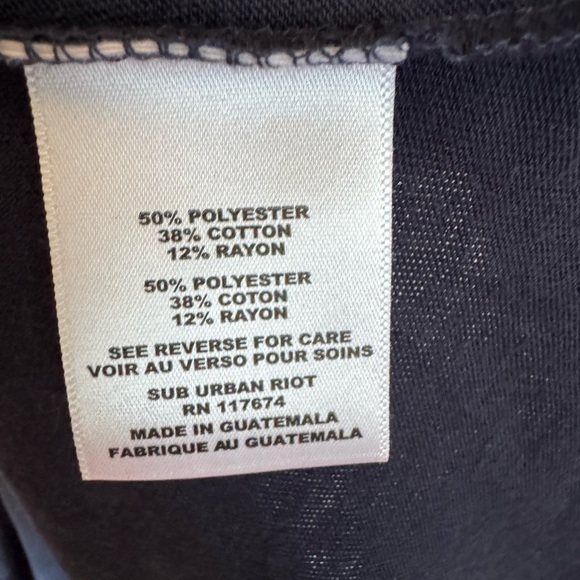 50% POLYESTER
38% COTTON
12% RAYON
50% POLYESTER
38% COTON
12% RAYON
SEE REVERSE FOR CARE
VOIR AU VERSO POUR SOINS
SUB URBAN RIOT
RN 117674
MADE IN GUATEMALA
FABRIQUE AU GUATEMALA